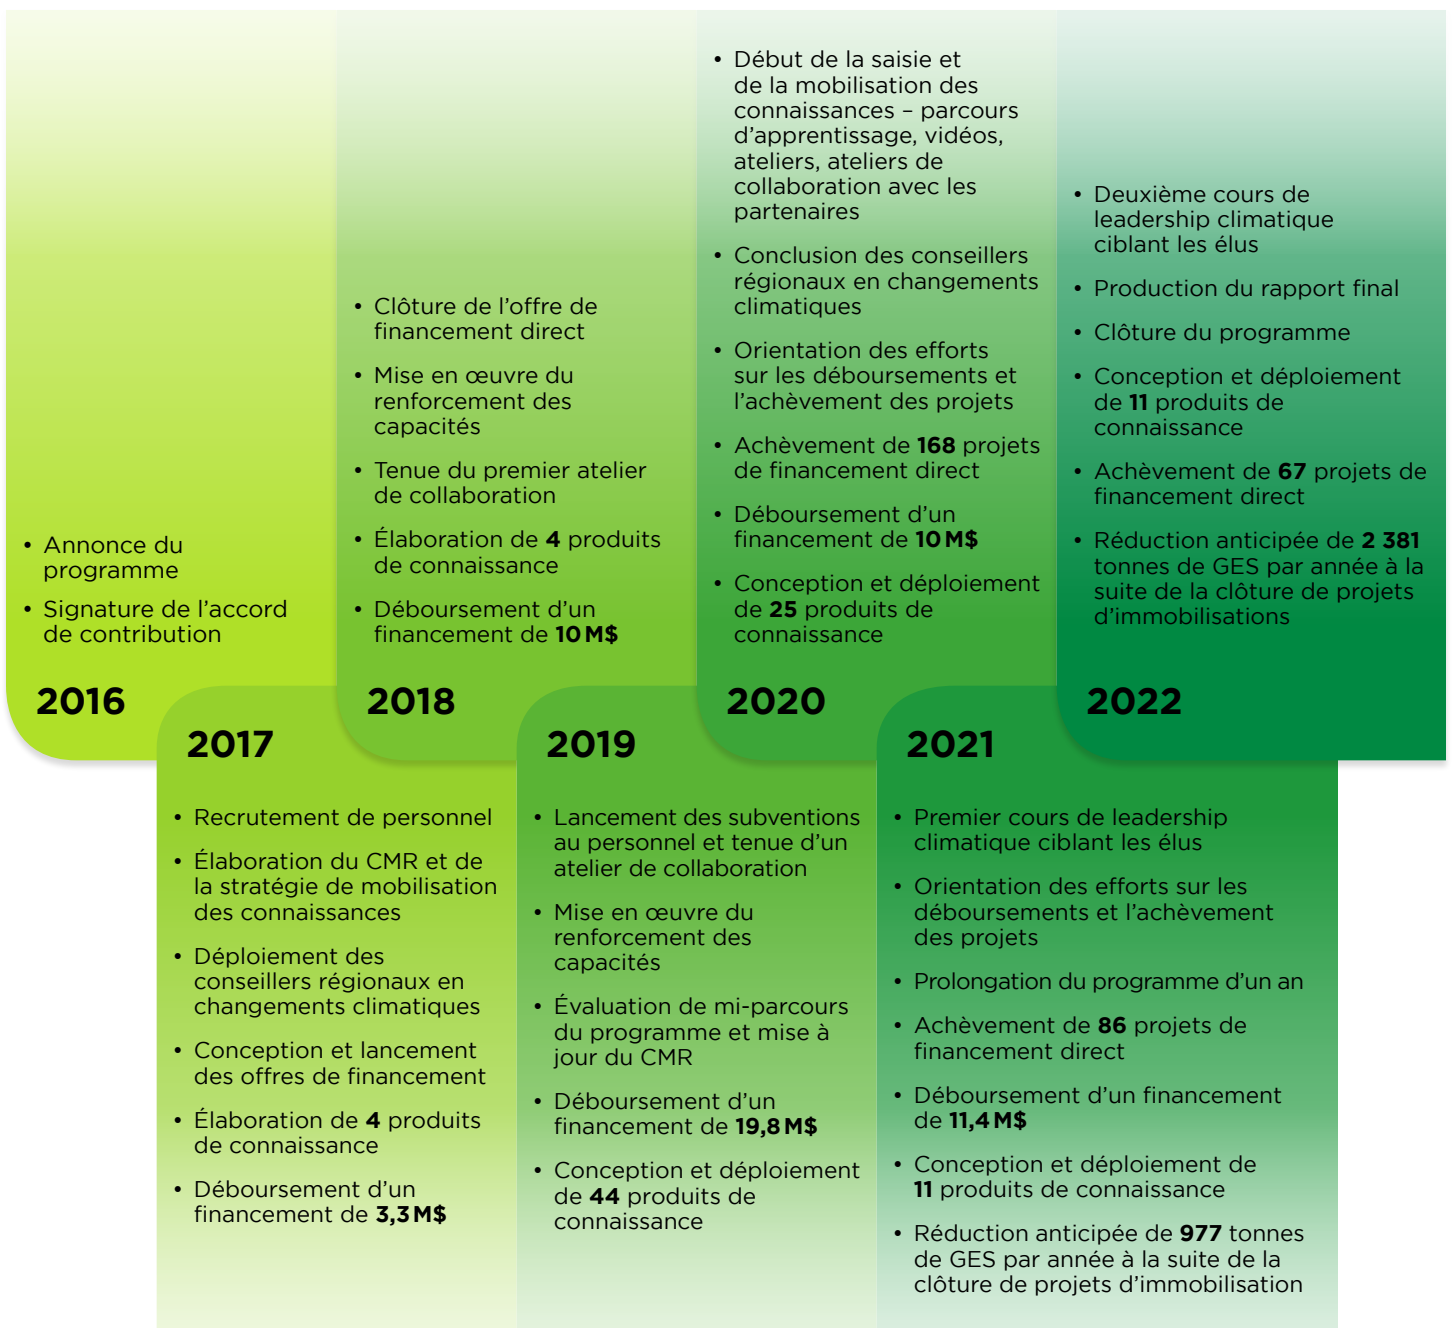 • Annonce du
programme
• Signature de l’accord
de contribution
2016
2017
• Recrutement de personnel
• Élaboration du CMR et de
la stratégie de mobilisation
des connaissances
• Déploiement des
conseillers régionaux en
changements climatiques
• Conception et lancement
des offres de financement
• Élaboration de 4 produits
de connaissance
• Déboursement d’un
financement de 3,3 M$
• Clôture de l’offre de
financement direct
• Mise en œuvre du
renforcement des
capacités
• Tenue du premier atelier
de collaboration
• Élaboration de 4 produits
de connaissance
• Déboursement d’un
financement de 10 M$
2018
2019
• Lancement des subventions
au personnel et tenue d’un
atelier de collaboration
• Mise en œuvre du
renforcement des
capacités
• Évaluation de mi-parcours
du programme et mise à
jour du CMR
• Déboursement d’un
financement de 19,8 M$
• Conception et déploiement
de 44 produits de
connaissance
• Début de la saisie et
de la mobilisation des
connaissances – parcours
d’apprentissage, vidéos,
ateliers, ateliers de
collaboration avec les
partenaires
• Conclusion des conseillers
régionaux en changements
climatiques
• Orientation des efforts
sur les déboursements et
l’achèvement des projets
• Achèvement de 168 projets
de financement direct
• Déboursement d’un
financement de 10 M$
• Conception et déploiement
de 25 produits de
connaissance
2020
2021
• Premier cours de leadership
climatique ciblant les élus
• Orientation des efforts sur les
déboursements et l’achèvement
des projets
• Prolongation du programme d’un an
• Achèvement de 86 projets de
financement direct
• Déboursement d’un financement
de 11,4 M$
• Conception et déploiement de
11 produits de connaissance
• Réduction anticipée de 977 tonnes
de GES par année à la suite de la
clôture de projets d’immobilisation
• Deuxième cours de
leadership climatique
ciblant les élus
• Production du rapport final
• Clôture du programme
• Conception et déploiement
de 11 produits de
connaissance
• Achèvement de 67 projets de
financement direct
• Réduction anticipée de 2 381
tonnes de GES par année à la
suite de la clôture de projets
d’immobilisations
2022